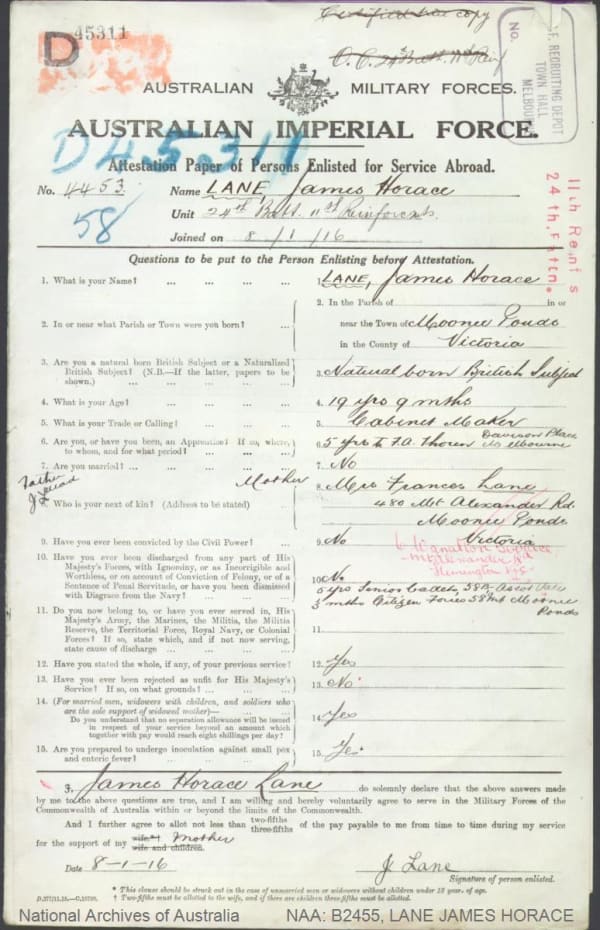 Certified true copy
O.C. 24th Batt. 11th Rein
D 45311
No.
A.I.F. RECRUITING DEPOT
TOWN HALL
MELBOURNE
AUSTRALIAN MILITARY FORCES.
AUSTRALIAN IMPERIAL FORCE.
D45311
Attestation Paper of Persons Enlisted for Service Abroad.
No. 4453 Name LANE, James Horace
58
Unit 24th Batt. 11th Reinforcts.
Joined on 8/1/16
11th Reints
24th Battn.
Questions to be put to the Person Enlisting before Attestation.
1. What is your Name? ... ... ... ... 1. LANE, James Horace
2. In or near what Parish or Town were you born? ... 2. In the Parish of in or
near the Town of Moonee Ponds
in the County of Victoria
3. Are you a natural born British Subject or a Naturalized
British Subject? (N.B.—If the latter, papers to be
shown.) ... ... ... ... 3. Natural born British Subject
4. What is your Age? ... ... ... ... 4. 19 yrs 9 mths
5. What is your Trade or Calling? ... ... ... 5. Cabinet Maker
6. Are you, or have you been, an Apprentice? If so, where,
to whom, and for what period? ... ... 6. 5 yrs to F.A. Thoren Davison Place Melbourne
7. Are you married? ... ... ... ... 7. No
Father
J Lane
Mother
8. Who is your next of kin? (Address to be stated) 8. Mrs Frances Lane
480 Mt Alexander Rd.
Moonee Ponds
Victoria
6 Wanation Terrace
Mt Alexander Rd
Flemington
9. Have you ever been convicted by the Civil Power? 9. No
10. Have you ever been discharged from any part of His
Majesty's Forces, with Ignominy, or as Incorrigible and
Worthless, or on account of Conviction of Felony, or of a
Sentence of Penal Servitude, or have you been dismissed
with Disgrace from the Navy? ... ... ... 10. No
11. Do you now belong to, or have you ever served in, His
Majesty's Army, the Marines, the Militia, the Militia
Reserve, the Territorial Force, Royal Navy, or Colonial
Forces? If so, state which, and if not now serving,
state cause of discharge ... ... ... 11.
5 yrs Senior Cadets, 58B. Ascot Vale
3 mths Citizen Forces 58 Inf Moonee
Ponds
12. Have you stated the whole, if any, of your previous service? 12. Yes
13. Have you ever been rejected as unfit for His Majesty's
Service? If so, on what grounds? ... ... ... 13. No
14. (For married men, widowers with children, and soldiers who
are the sole support of widowed mother)—
Do you understand that no separation allowance will be issued
in respect of your service beyond an amount which
together with pay would reach eight shillings per day? 14. Yes
15. Are you prepared to undergo inoculation against small pox
and enteric fever? ... ... ... ... 15. Yes
I, James Horace Lane do solemnly declare that the above answers made
by me to the above questions are true, and I am willing and hereby voluntarily agree to serve in the Military Forces of the
Commonwealth of Australia within or beyond the limits of the Commonwealth.
And I further agree to allot not less than two-fifths three-fifths of the pay payable to me from time to time during my service
for the support of my wife* wife and children. Mother
Date 8-1-16
J Lane
Signature of person enlisted.
* This clause should be struck out in the case of unmarried men or widowers without children under 18 years of age.
† Two-fifths must be allotted to the wife, and if there are children three-fifths must be allotted.
National Archives of Australia NAA: B2455, LANE JAMES HORACE